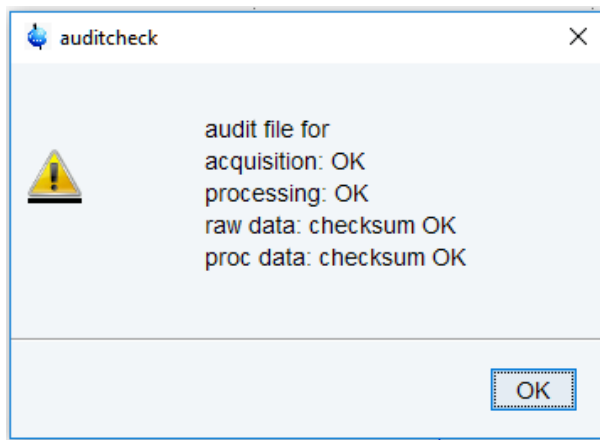 auditcheck
audit file for
acquisition: OK
processing: OK
raw data: checksum OK
proc data: checksum OK
OK